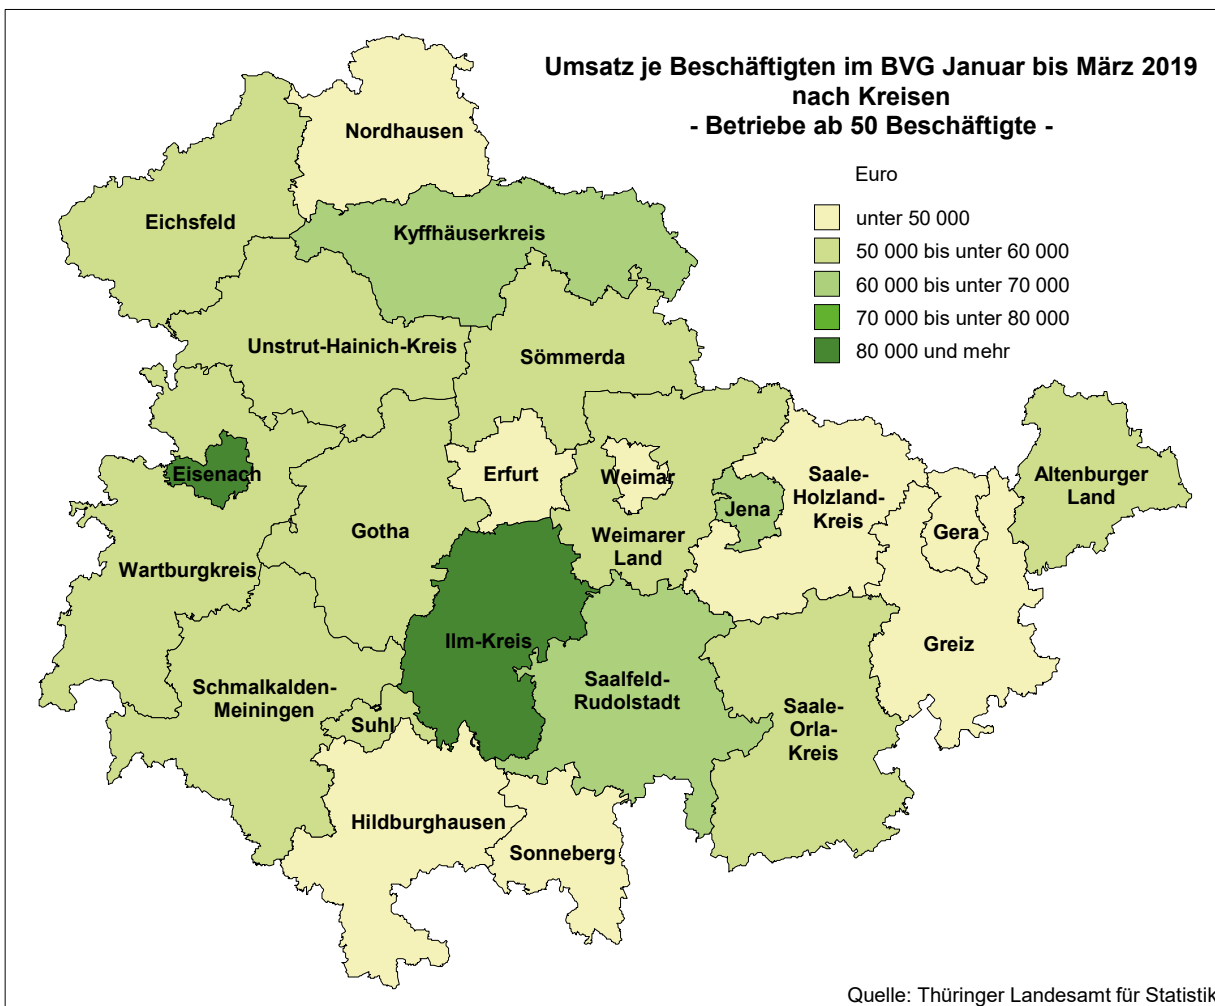 Umsatz je Beschäftigten im BVG Januar bis März 2019
nach Kreisen
- Betriebe ab 50 Beschäftigte -
Euro
unter 50 000
50 000 bis unter 60 000
60 000 bis unter 70 000
70 000 bis unter 80 000
80 000 und mehr
Nordhausen
Eichsfeld
Kyffhäuserkreis
Unstrut-Hainich-Kreis
Sömmerda
Eisenach
Erfurt
Weimar
Saale-
Holzland-
Kreis
Altenburger
Land
Jena
Gotha
Weimarer
Land
Gera
Wartburgkreis
Ilm-Kreis
Greiz
Schmalkalden-
Meiningen
Saalfeld-
Rudolstadt
Suhl
Saale-
Orla-
Kreis
Hildburghausen
Sonneberg
Quelle: Thüringer Landesamt für Statistik